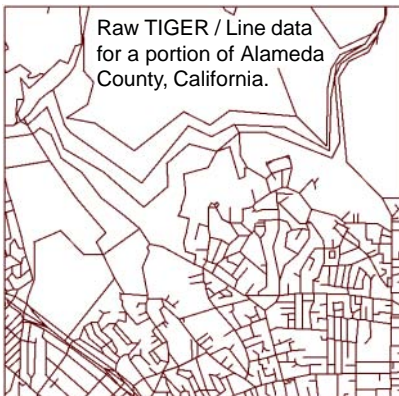 Raw TIGER / Line data
for a portion of Alameda
County, California.